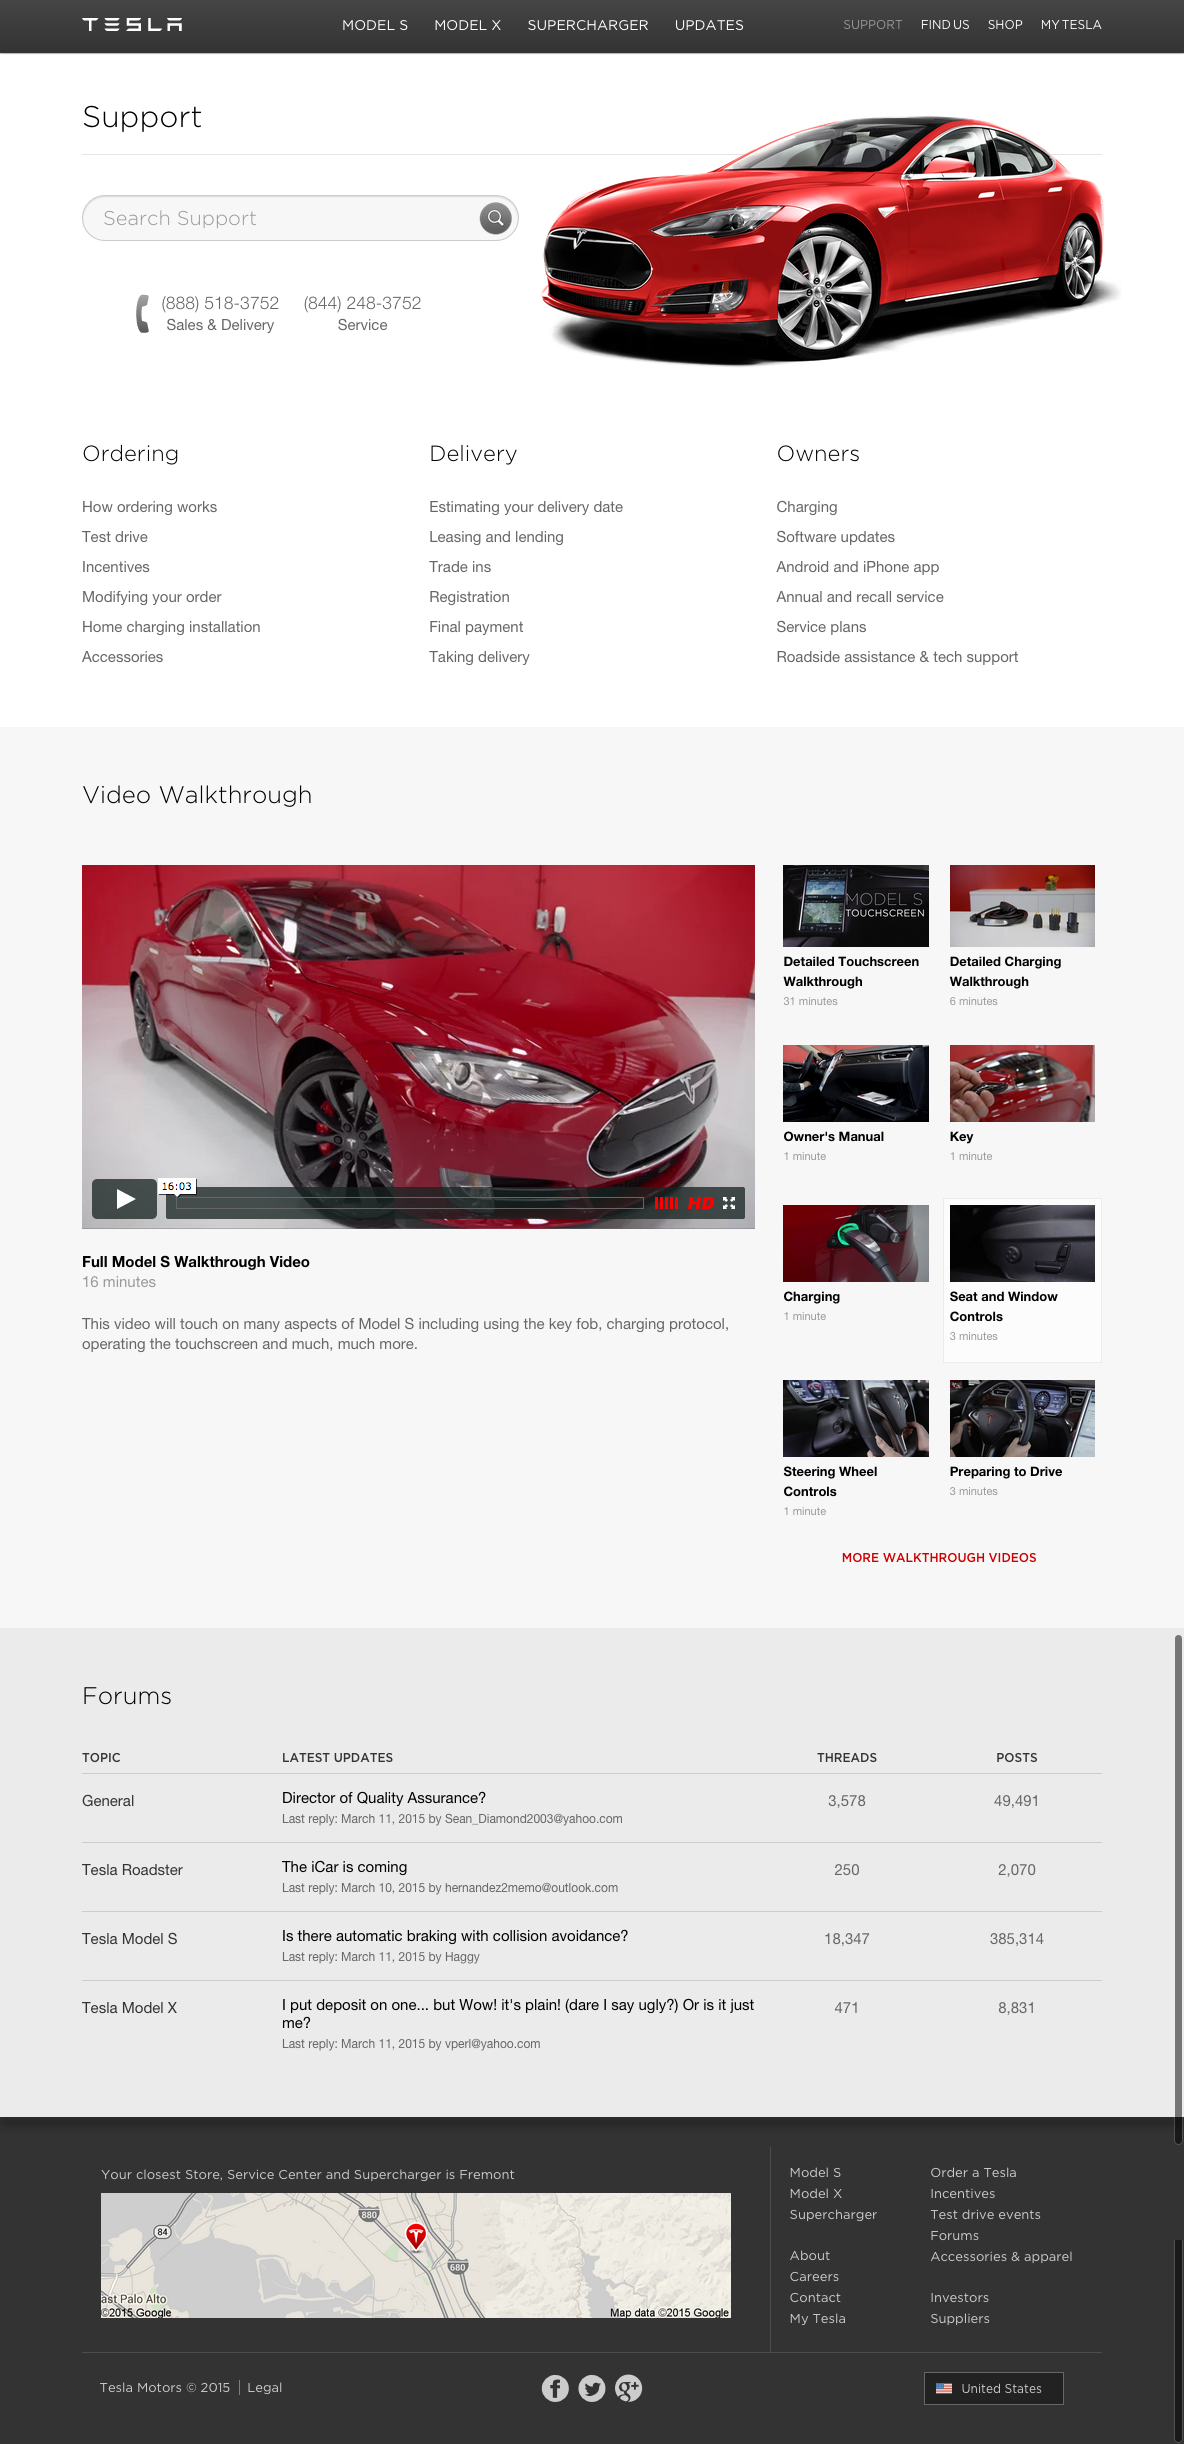 TESLA
MODEL S MODEL X SUPERCHARGER UPDATES
SUPPORT FIND US SHOP MY TESLA
Support
Search Support
(888) 518-3752
Sales & Delivery
(844) 248-3752
Service
Ordering
How ordering works
Test drive
Incentives
Modifying your order
Home charging installation
Accessories
Delivery
Estimating your delivery date
Leasing and lending
Trade ins
Registration
Final payment
Taking delivery
Owners
Charging
Software updates
Android and iPhone app
Annual and recall service
Service plans
Roadside assistance & tech support
Video Walkthrough
16:03
HD
Full Model S Walkthrough Video
16 minutes
This video will touch on many aspects of Model S including using the key fob, charging protocol,
operating the touchscreen and much, much more.
MODEL S
TOUCHSCREEN
Detailed Touchscreen
Walkthrough
31 minutes
Detailed Charging
Walkthrough
6 minutes
Owner's Manual
1 minute
Key
1 minute
Charging
1 minute
Seat and Window
Controls
3 minutes
Steering Wheel
Controls
1 minute
Preparing to Drive
3 minutes
MORE WALKTHROUGH VIDEOS
Forums
TOPIC LATEST UPDATES THREADS POSTS
General
Director of Quality Assurance?
Last reply: March 11, 2015 by Sean_Diamond2003@yahoo.com
3,578 49,491
Tesla Roadster
The iCar is coming
Last reply: March 10, 2015 by hernandez2memo@outlook.com
250 2,070
Tesla Model S
Is there automatic braking with collision avoidance?
Last reply: March 11, 2015 by Haggy
18,347 385,314
Tesla Model X
I put deposit on one... but Wow! it's plain! (dare I say ugly?) Or is it just
me?
Last reply: March 11, 2015 by vperl@yahoo.com
471 8,831
Your closest Store, Service Center and Supercharger is Fremont
84
880
680
ast Palo Alto
©2015 Google
Map data ©2015 Google
Model S
Model X
Supercharger
About
Careers
Contact
My Tesla
Order a Tesla
Incentives
Test drive events
Forums
Accessories & apparel
Investors
Suppliers
Tesla Motors © 2015 | Legal
United States